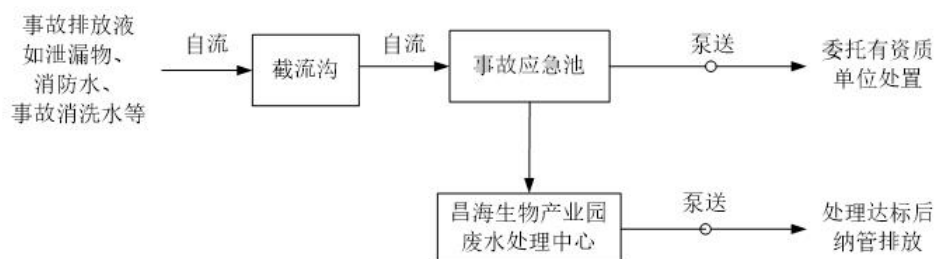 事故排放液
如泄漏物、
消防水、
事故消洗水等
自流
截流沟
自流
事故应急池
泵送
委托有资质
单位处置
昌海生物产业园
废水处理中心
泵送
处理达标后
纳管排放